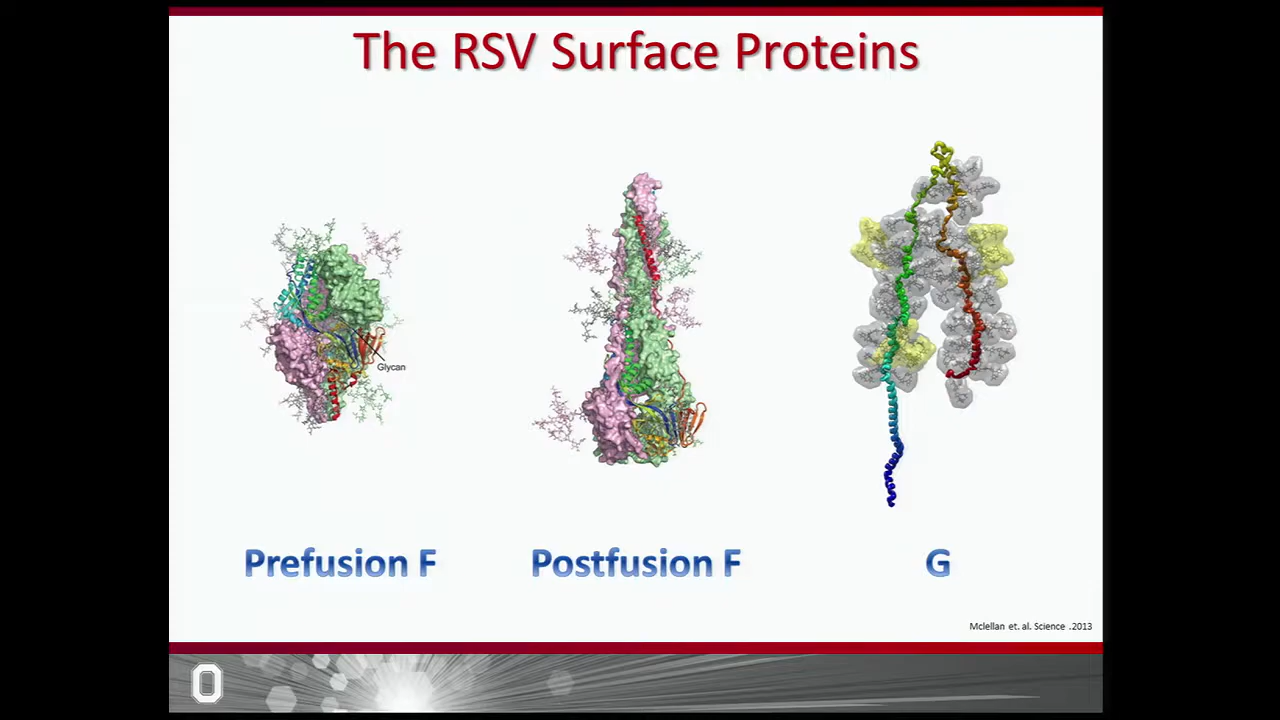 The RSV Surface Proteins
Glycan
Prefusion F
Postfusion F
G
Mclellan et. al. Science .2013